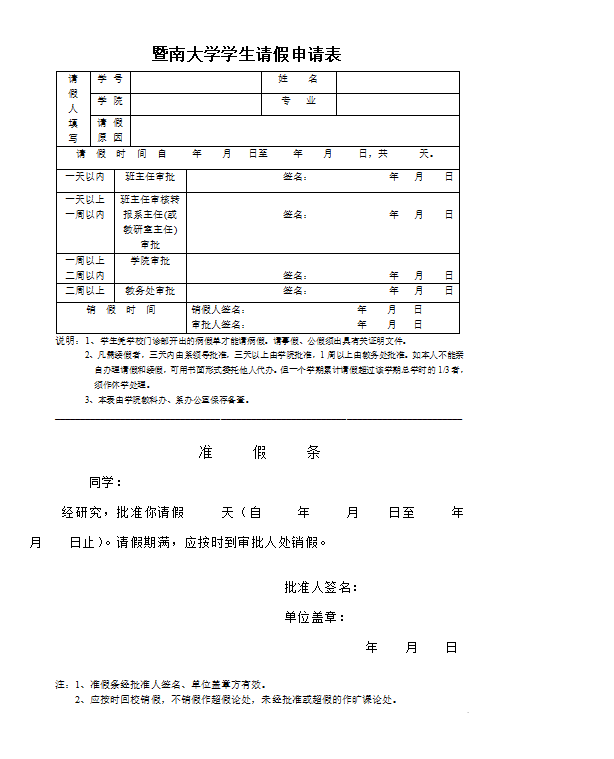 暨南大学学生请假申请表
请假人填写
学 号
姓 名
学 院
专 业
请 假
原 因
请 假 时 间 自 年 月 日至 年 月 日，共 天。
一天以内 班主任审批 签名： 年 月 日
一天以上
一周以内
班主任审核转
报系主任(或
教研室主任)
审批
签名： 年 月 日
一周以上
二周以内
学院审批
签名： 年 月 日
二周以上 教务处审批 签名： 年 月 日
销 假 时 间
销假人签名： 年 月 日
审批人签名： 年 月 日
说明：1、学生凭学校门诊部开出的病假单才能请病假。请事假、公假须出具有关证明文件。
2、凡需续假者，三天内由系领导批准，三天以上由学院批准，1周以上由教务处批准。如本人不能亲
自办理请假和续假，可用书面形式委托他人代办。但一个学期累计请假超过该学期总学时的1/3者，
须作休学处理。
3、本表由学院教科办、系办公室保存备查。
准 假 条
同学：
经研究，批准你请假 天（自 年 月 日至 年
月 日止）。请假期满，应按时到审批人处销假。
批准人签名：
单位盖章：
年 月 日
注：1、准假条经批准人签名、单位盖章方有效。
2、应按时回校销假，不销假作超假论处，未经批准或超假的作旷课论处。